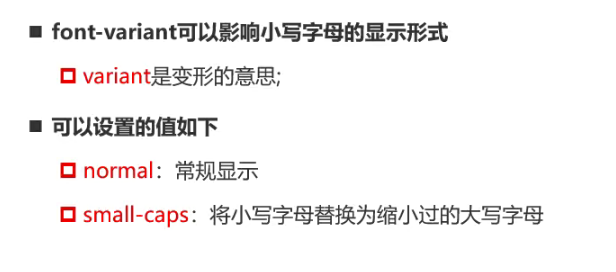 font-variant可以影响小写字母的显示形式
variant是变形的意思;
可以设置的值如下
normal：常规显示
small-caps：将小写字母替换为缩小过的大写字母